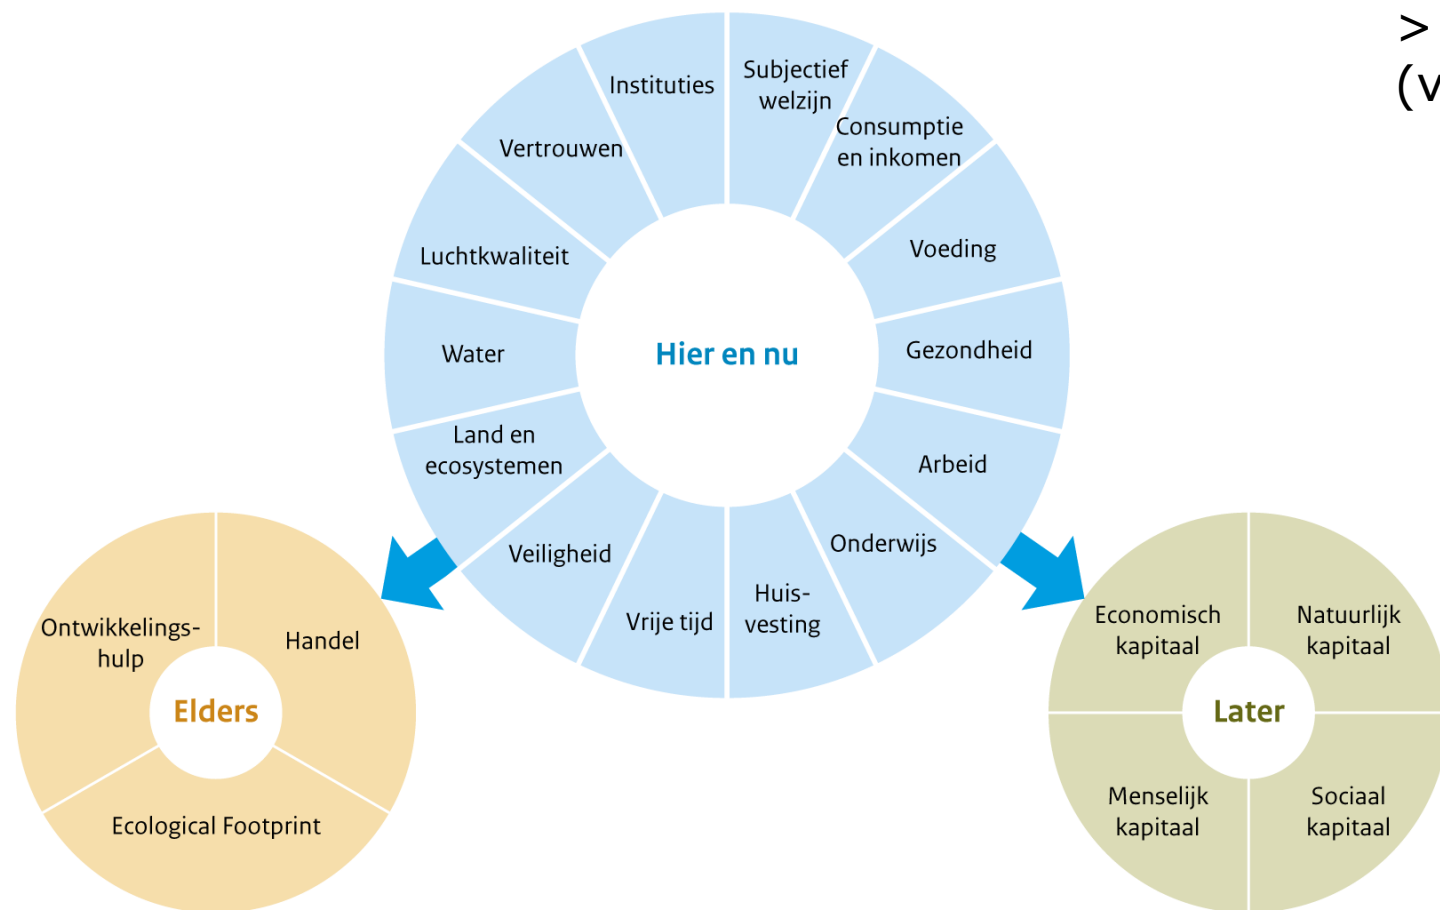 >
(v
Instituties
Subjectief
welzijn
Consumptie
en inkomen
Vertrouwen
Voeding
Luchtkwaliteit
Gezondheid
Water
Hier en nu
Land en
ecosystemen
Arbeid
Veiligheid
Onderwijs
Vrije tijd
Huis-
vesting
Ontwikkelings-
hulp
Handel
Elders
Ecological Footprint
Economisch
kapitaal
Natuurlijk
kapitaal
Later
Menselijk
kapitaal
Sociaal
kapitaal